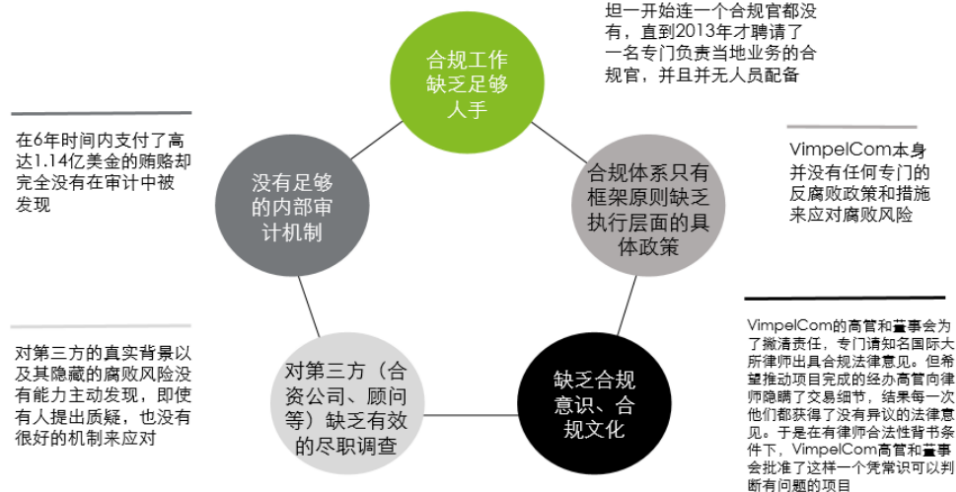 坦一开始连一个合规官都没
有，直到2013年才聘请了
一名专门负责当地业务的合
规官，并且并无人员配备
合规工作
缺乏足够
人手
在6年时间内支付了高
达1.14亿美金的贿赂却
完全没有在审计中被
发现
没有足够
的内部审
计机制
合规体系只有
框架原则缺乏
执行层面的具
体政策
VimpelCom本身
并没有任何专门的
反腐败政策和措施
来应对腐败风险
对第三方的真实背景以
及其隐藏的腐败风险没
有能力主动发现，即使
有人提出质疑，也没有
很好的机制来应对
对第三方（合
资公司、顾问
等）缺乏有效
的尽职调查
缺乏合规
意识、合
规文化
VimpelCom的高管和董事会为
了撇清责任，专门请知名国际大
所律师出具合规法律意见。但希
望推动项目完成的经办高管向律
师隐瞒了交易细节，结果每一次
他们都获得了没有异议的法律意
见。于是在有律师合法性背书条
件下，VimpelCom高管和董事
会批准了这样一个凭常识可以判
断有问题的项目